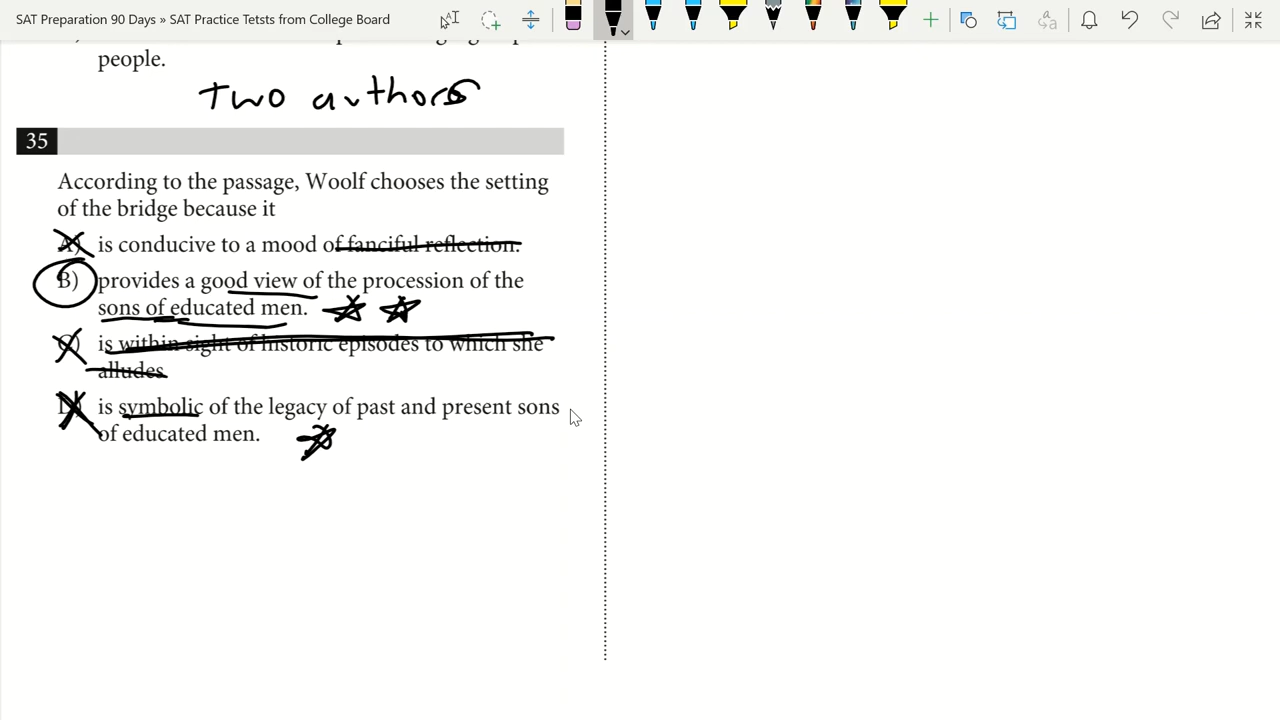 SAT Preparation 90 Days » SAT Practice Tetsts from College Board
people.
Two authors
35
According to the passage, Woolf chooses the setting
of the bridge because it
A) is conducive to a mood of fanciful reflection.
B) provides a good view of the procession of the
sons of educated men.
C) is within sight of historic episodes to which she
alludes.
D) is symbolic of the legacy of past and present sons
of educated men.